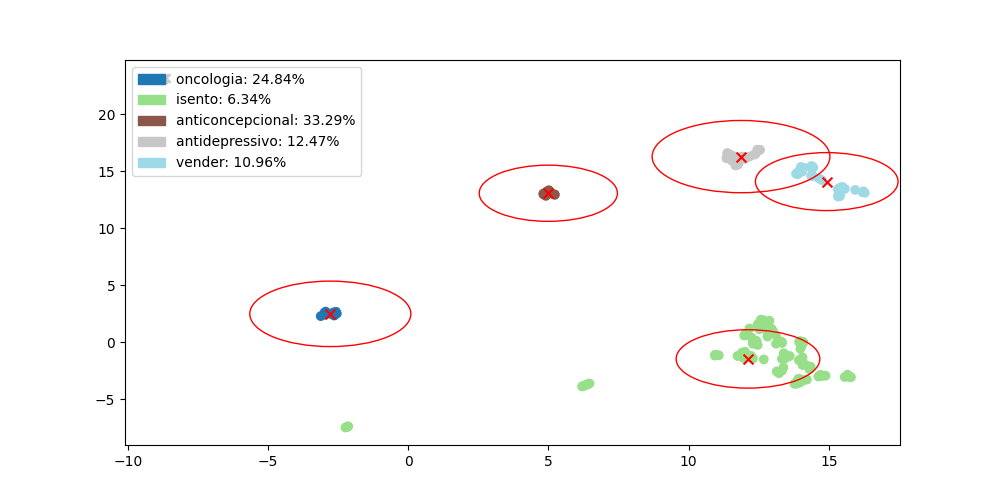 oncologia: 24.84%
isento: 6.34%
anticoncepcional: 33.29%
antidepressivo: 12.47%
vender: 10.96%
20
15
10
5
0
−5
−10
−5
0
5
10
15